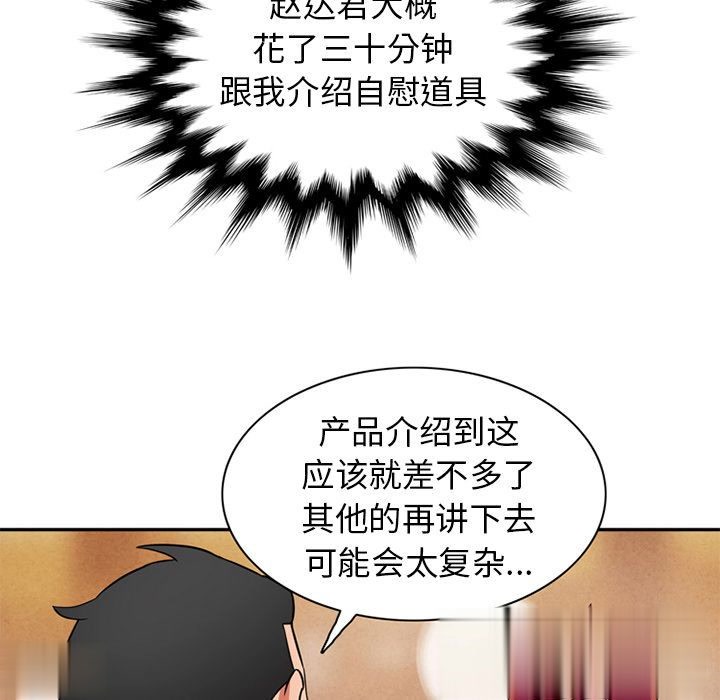 赵达君大概
花了三十分钟
跟我介绍自慰道具
产品介绍到这
应该就差不多了
其他的再讲下去
可能会太复杂...